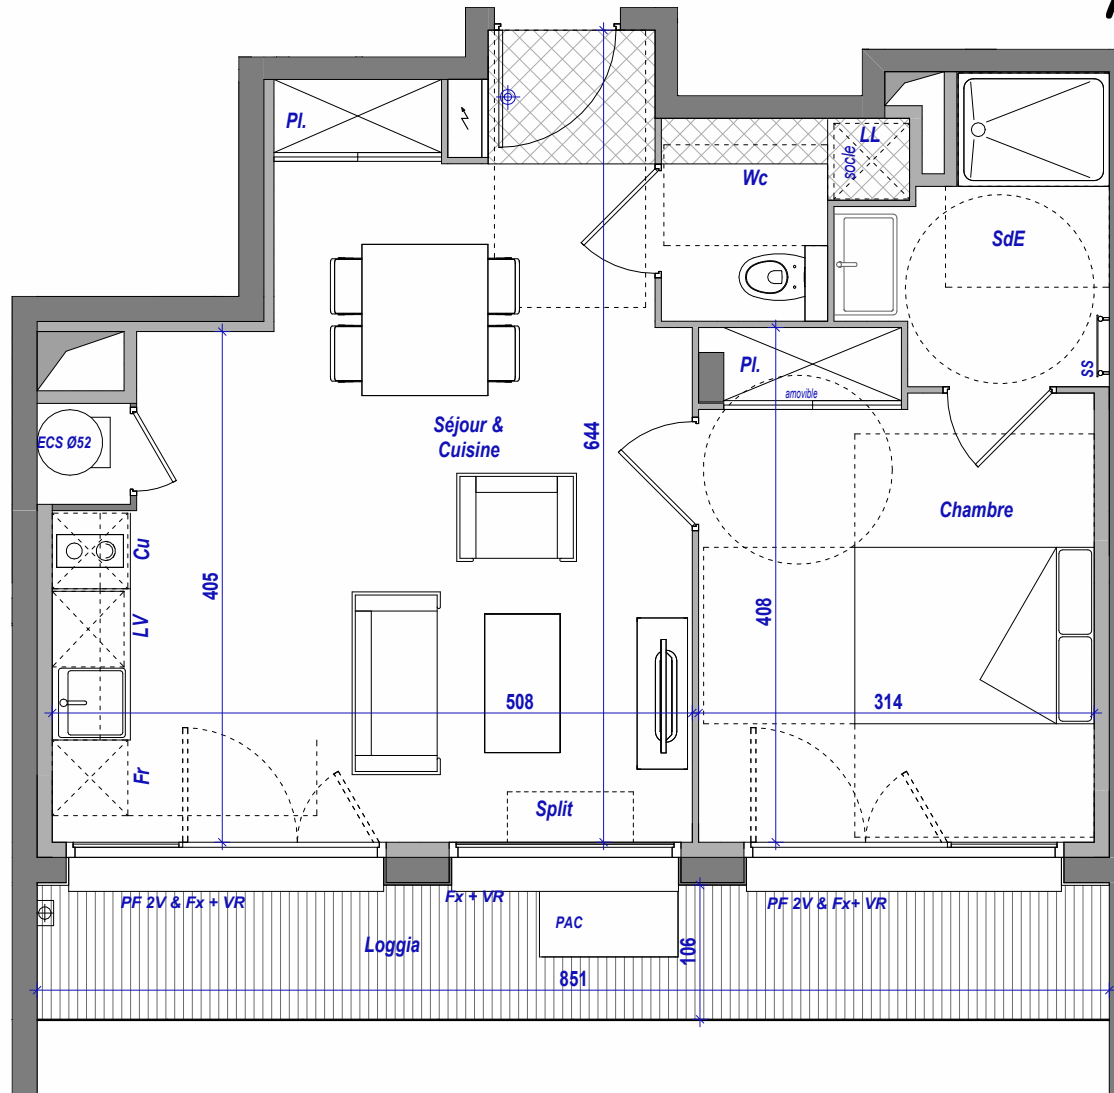 Pl.
LL
socle
Wc
SdE
Pl.
amovible
ss
Séjour &
Cuisine
644
ECS Ø52
Chambre
Cu
405
408
LV
508
314
Fr
Split
PF 2V & Fx + VR
Fx + VR
PF 2V & Fx+ VR
PAC
Loggia
106
851